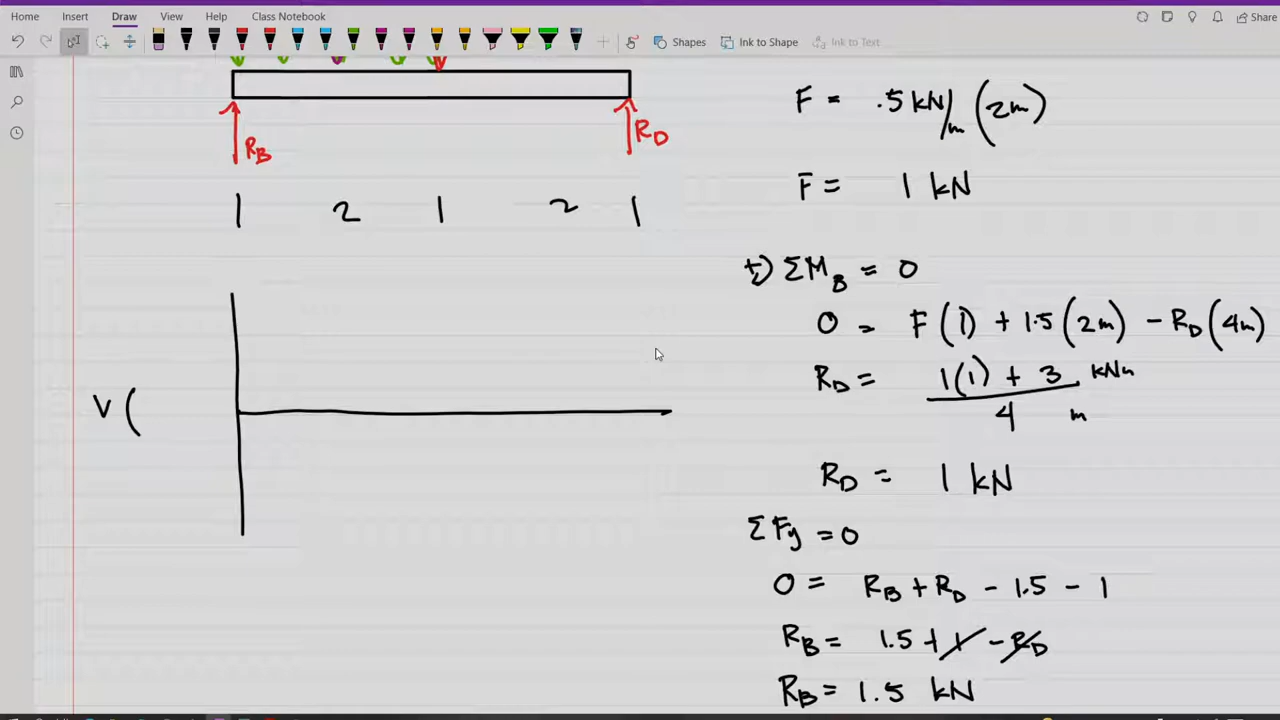 Home Insert Draw View Help Class Notebook Share
Shapes Ink to Shape Ink to Text
R_B
R_D
1 2 1 2 1
V (
F = .5 kN/m (2m)
F = 1 kN
+) ΣM_B = 0
0 = F(1) + 1.5(2m) - R_D(4m)
R_D = 1(1) + 3 kNm / 4 m
R_D = 1 kN
ΣFy = 0
0 = R_B + R_D - 1.5 - 1
R_B = 1.5 + 1 - R_D
R_B = 1.5 kN